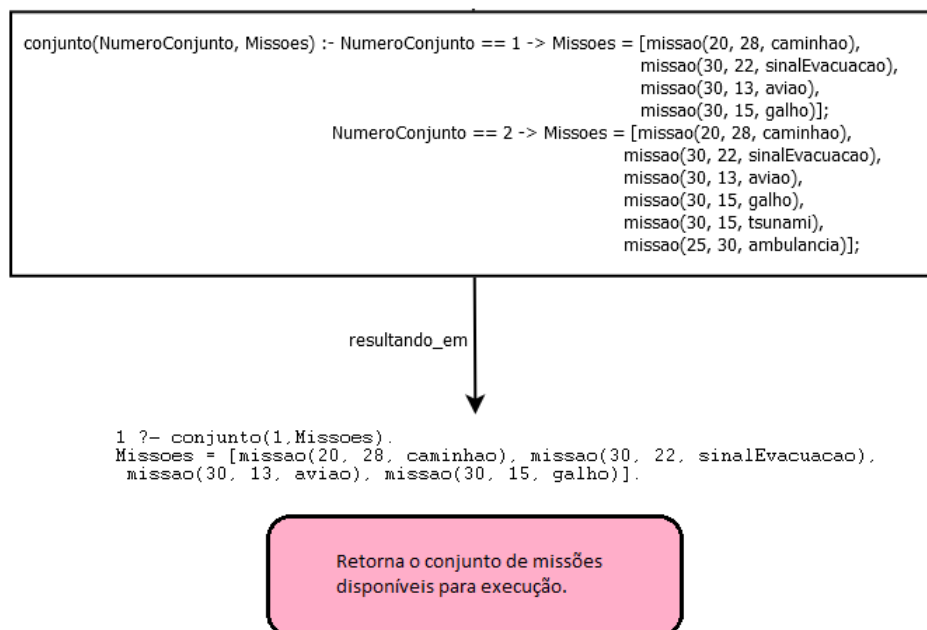 conjunto(NumeroConjunto, Missoes) :- NumeroConjunto == 1 -> Missoes = [missao(20, 28, caminhao),
missao(30, 22, sinalEvacuacao),
missao(30, 13, aviao),
missao(30, 15, galho)];
NumeroConjunto == 2 -> Missoes = [missao(20, 28, caminhao),
missao(30, 22, sinalEvacuacao),
missao(30, 13, aviao),
missao(30, 15, galho),
missao(30, 15, tsunami),
missao(25, 30, ambulancia)];
resultando_em
1 ?- conjunto(1,Missoes).
Missoes = [missao(20, 28, caminhao), missao(30, 22, sinalEvacuacao),
missao(30, 13, aviao), missao(30, 15, galho)].
Retorna o conjunto de missões
disponíveis para execução.